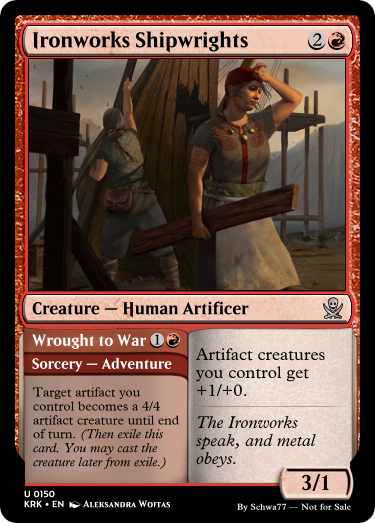 Ironworks Shipwrights 2
Creature — Human Artificer
Wrought to War 1
Sorcery — Adventure
Target artifact you
control becomes a 4/4
artifact creature until end
of turn. (Then exile this
card. You may cast the
creature later from exile.)
Artifact creatures
you control get
+1/+0.
The Ironworks
speak, and metal
obeys.
3/1
U 0150
KRK • EN Aleksandra Wojtas
By Schwa77 — Not for Sale